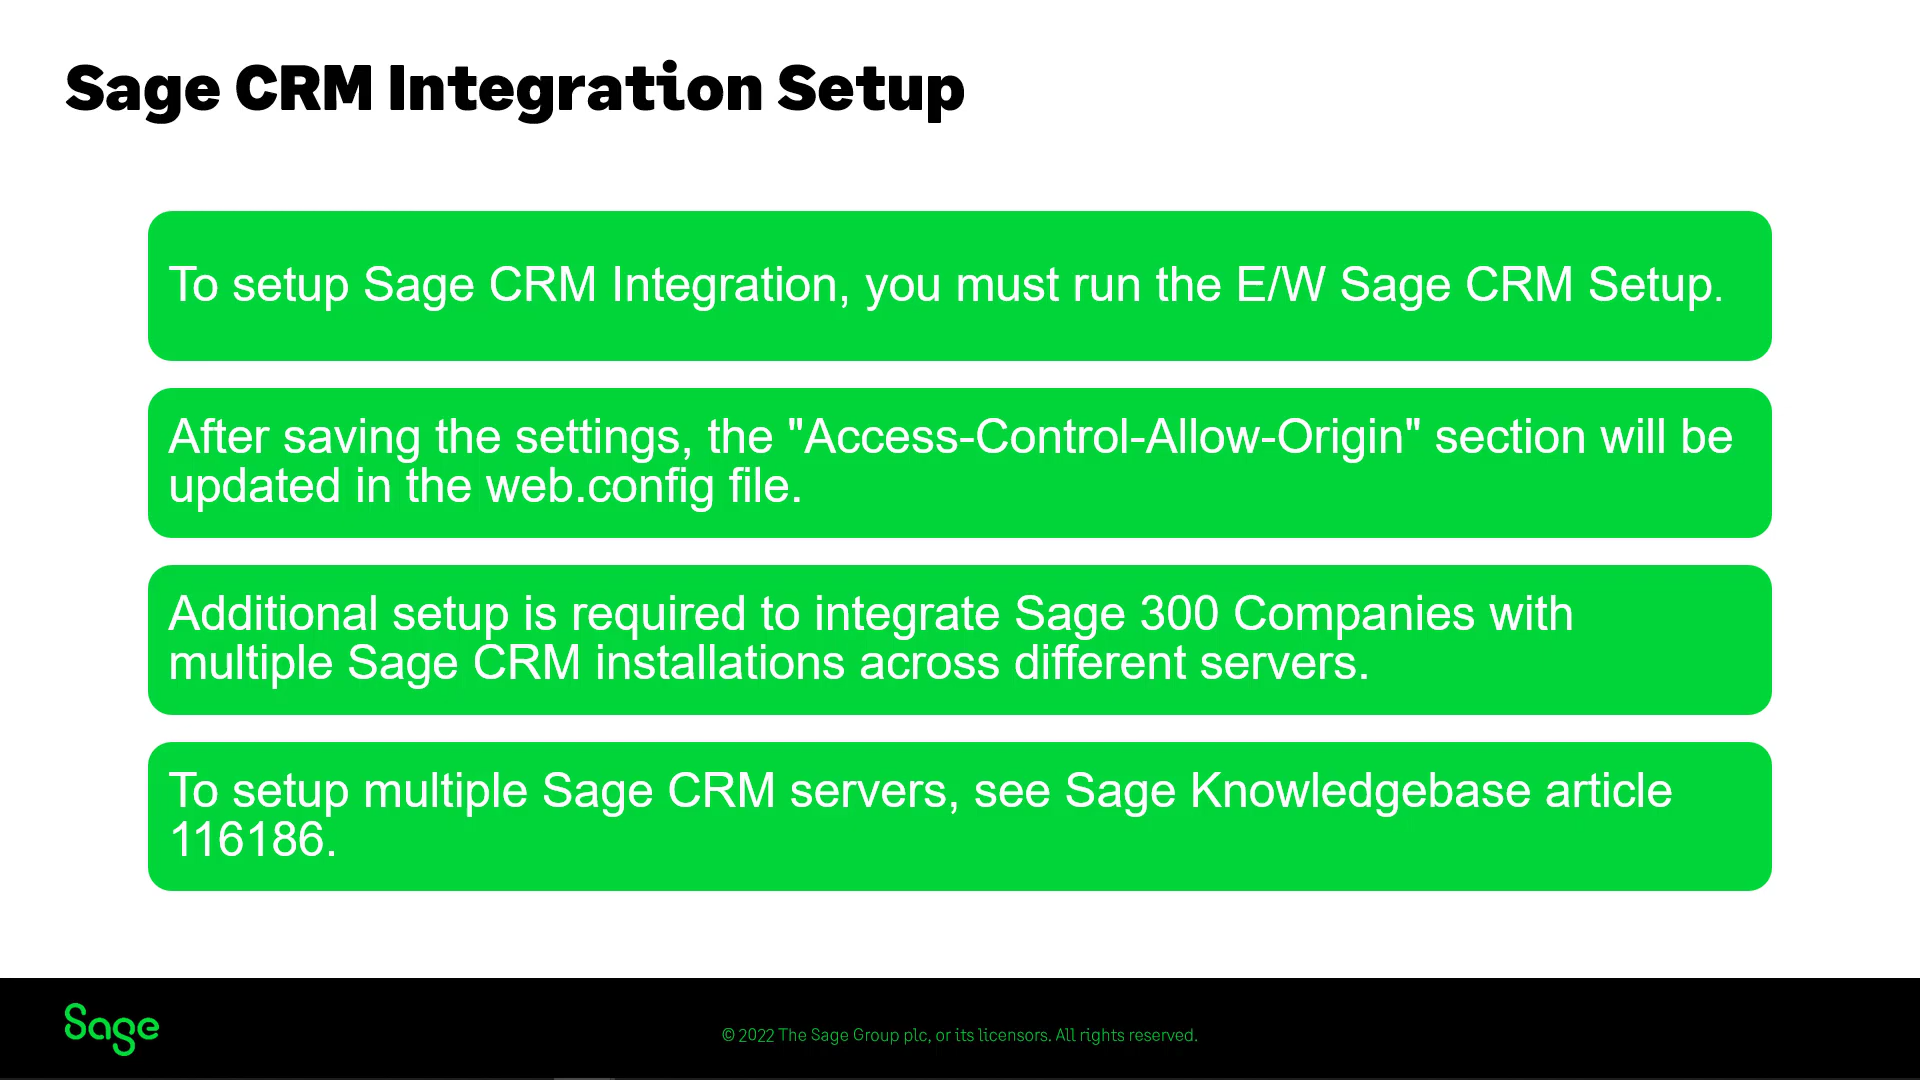 Sage CRM Integration Setup
To setup Sage CRM Integration, you must run the E/W Sage CRM Setup.
After saving the settings, the "Access-Control-Allow-Origin" section will be
updated in the web.config file.
Additional setup is required to integrate Sage 300 Companies with
multiple Sage CRM installations across different servers.
To setup multiple Sage CRM servers, see Sage Knowledgebase article
116186.
Sage
© 2022 The Sage Group plc, or its licensors. All rights reserved.